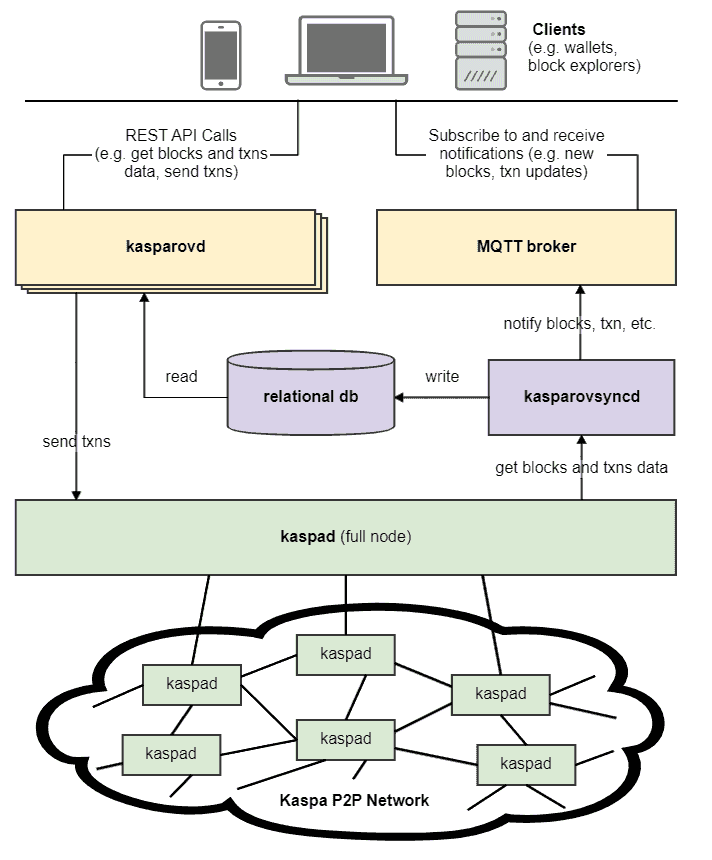 Clients
(e.g. wallets,
block explorers)
REST API Calls
(e.g. get blocks and txns
data, send txns)
Subscribe to and receive
notifications (e.g. new
blocks, txn updates)
kasparovd
MQTT broker
notify blocks, txn, etc.
read
relational db
write
kasparovsyncd
send txns
get blocks and txns data
kaspad (full node)
kaspad
kaspad
kaspad
kaspad
kaspad
kaspad
Kaspa P2P Network